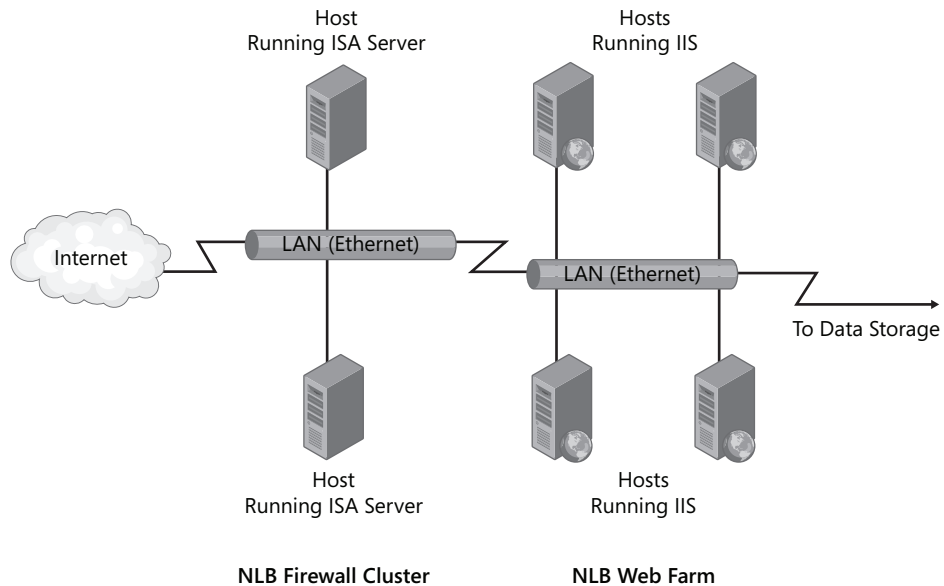 Host
Running ISA Server
Hosts
Running IIS
Internet
LAN (Ethernet)
LAN (Ethernet)
To Data Storage
Host
Running ISA Server
Hosts
Running IIS
NLB Firewall Cluster
NLB Web Farm